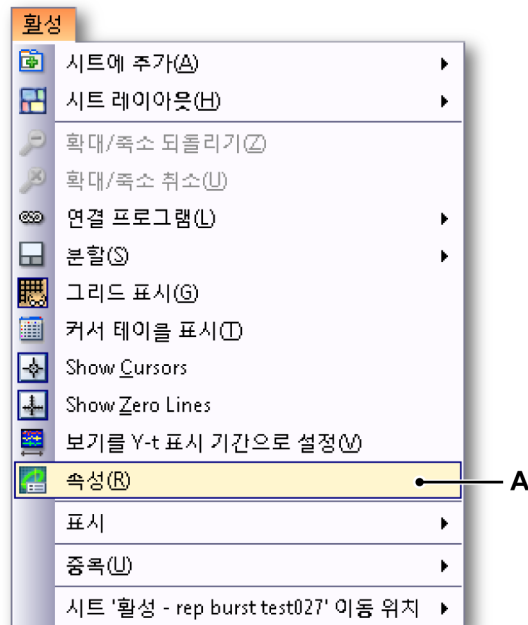 활성
시트에 추가(A)
시트 레이아웃(H)
확대/축소 되돌리기(Z)
확대/축소 취소(U)
연결 프로그램(L)
분할(S)
그리드 표시(G)
커서 테이블 표시(T)
Show Cursors
Show Zero Lines
보기를 Y-t 표시 기간으로 설정(V)
속성(R) A
표시
중복(U)
시트 '활성 - rep burst test027' 이동 위치